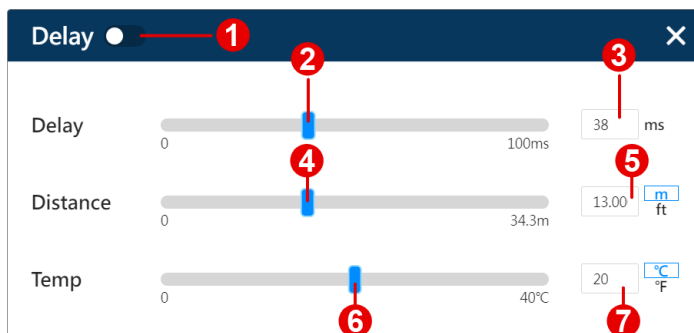 Delay 1
2 3
Delay 38 ms
0 100ms
4 5
Distance 13.00 m
ft
0 34.3m
Temp 20 °C
°F
0 40°C
6 7